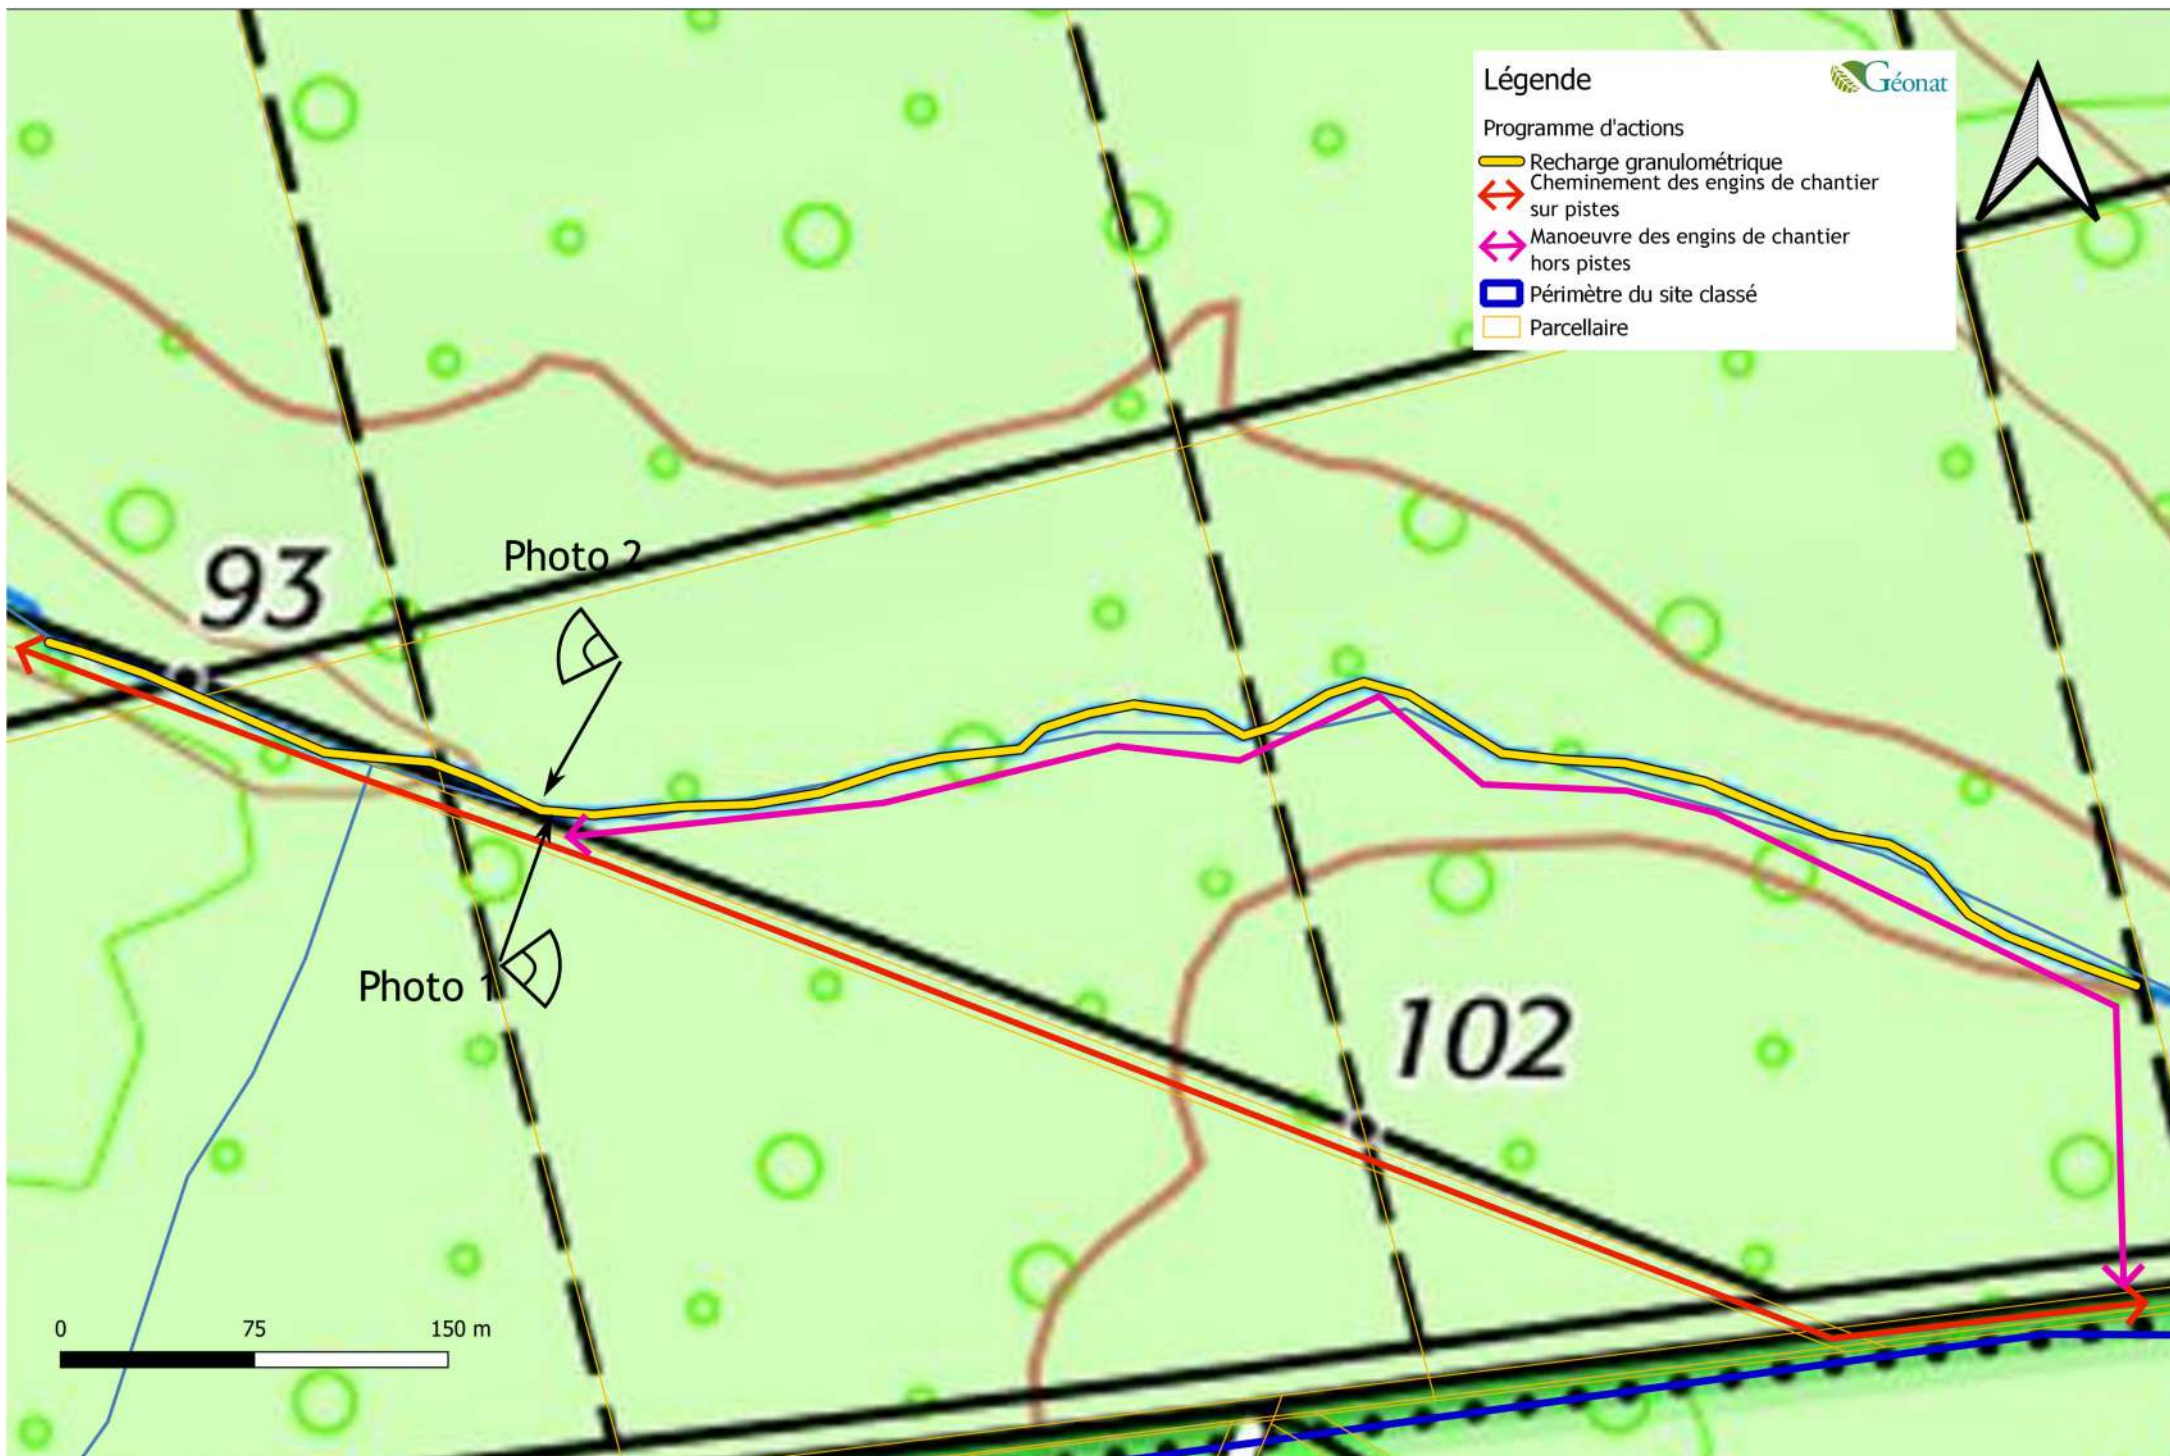 Légende
Géonat
Programme d'actions
Recharge granulométrique
Cheminement des engins de chantier
sur pistes
Manoeuvre des engins de chantier
hors pistes
Périmètre du site classé
Parcellaire
Photo 2
93
Photo 1
102
0 75 150 m